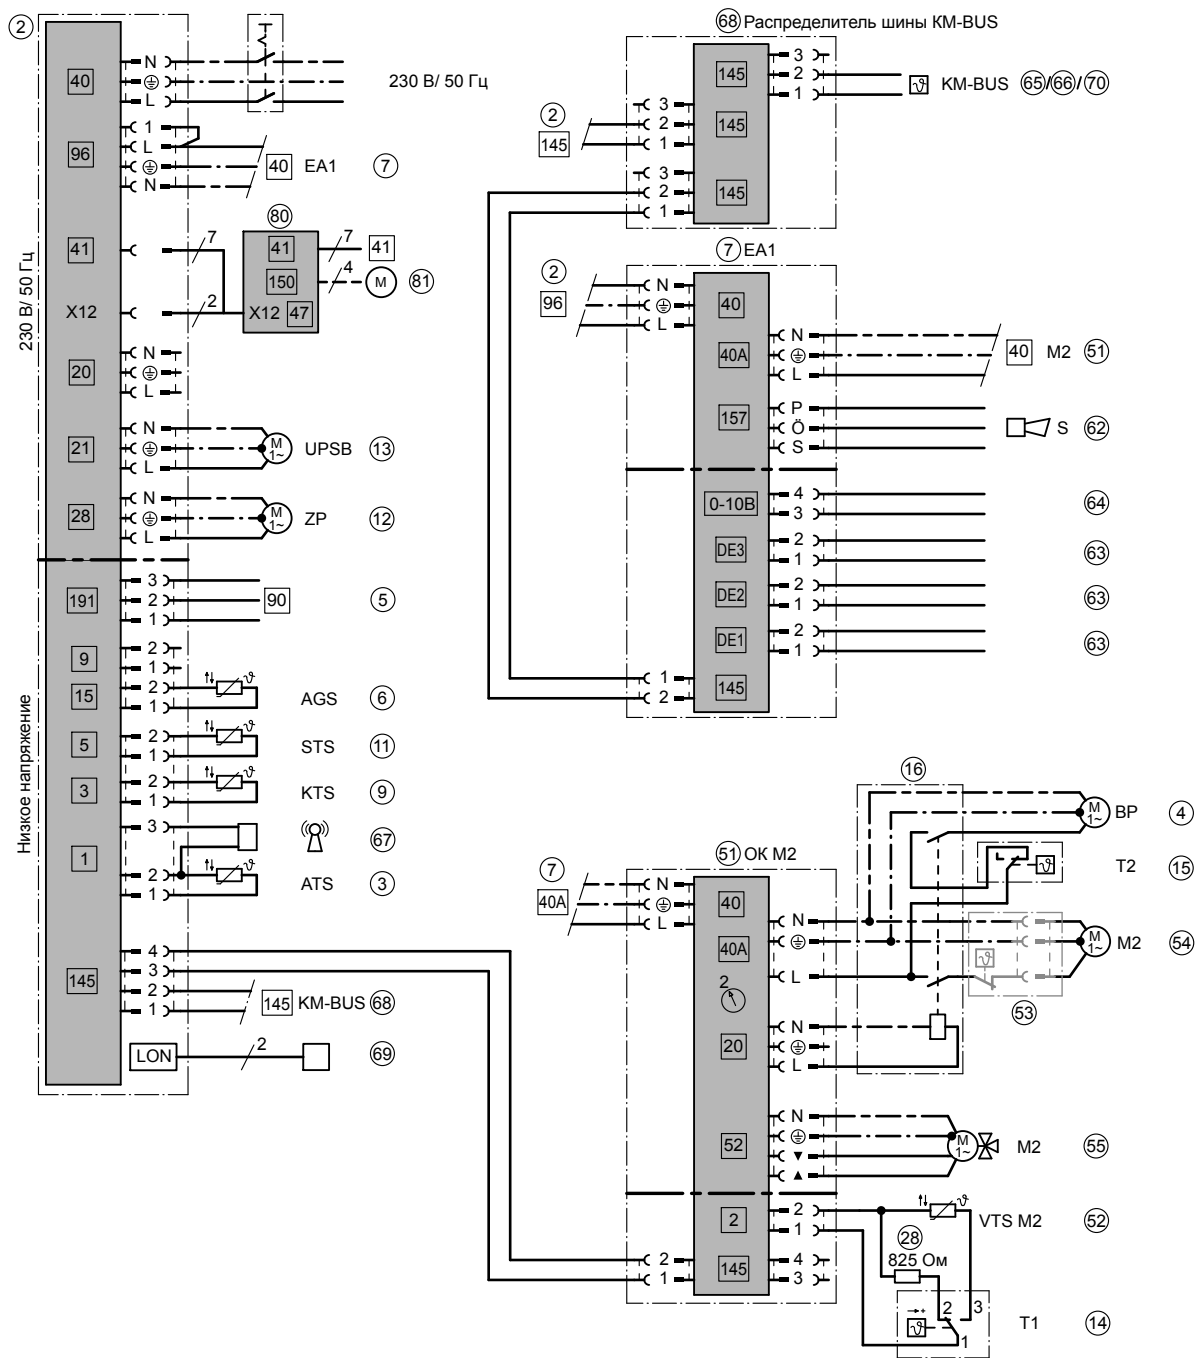 2
230 В/ 50 Гц
Низкое напряжение
40
N
L
230 В/ 50 Гц
96
1
L
N
40 EA1 7
41
7
X12
2
80
41
150
X12 47
7 41
4 M 81
20
N
L
21
N
L
M
1~
UPSB 13
28
N
L
M
1~
ZP 12
191
3
2
1
90 5
9
2
1
15
2
1
ϑ
AGS 6
5
2
1
ϑ
STS 11
3
2
1
ϑ
KTS 9
1
3
67
2
1
ϑ
ATS 3
145
4
3
2
1
145 KM-BUS 68
LON 2 69
68 Распределитель шины KM-BUS
145
3
2
1
ϑ KM-BUS 65/66/70
2
145
3
2
1
145
3
2
1
145
7 EA1
2
96
N
L
40
40A
N
L
40 M2 51
157
P
Ö
S
S 62
0-10В
4
3
64
DE3
2
1
63
DE2
2
1
63
DE1
2
1
63
1
2
145
51 ОК M2
7
40A
N
L
40
40A
N
L
2
20
N
L
52
N
▼
▲
16
M
1~
BP 4
ϑ
T2 15
M
1~
M2 54
ϑ
53
M
1~
M2 55
2
2
1
ϑ
VTS M2 52
28
825 Ом
2
1
145
4
3
2 3
ϑ
1
T1 14